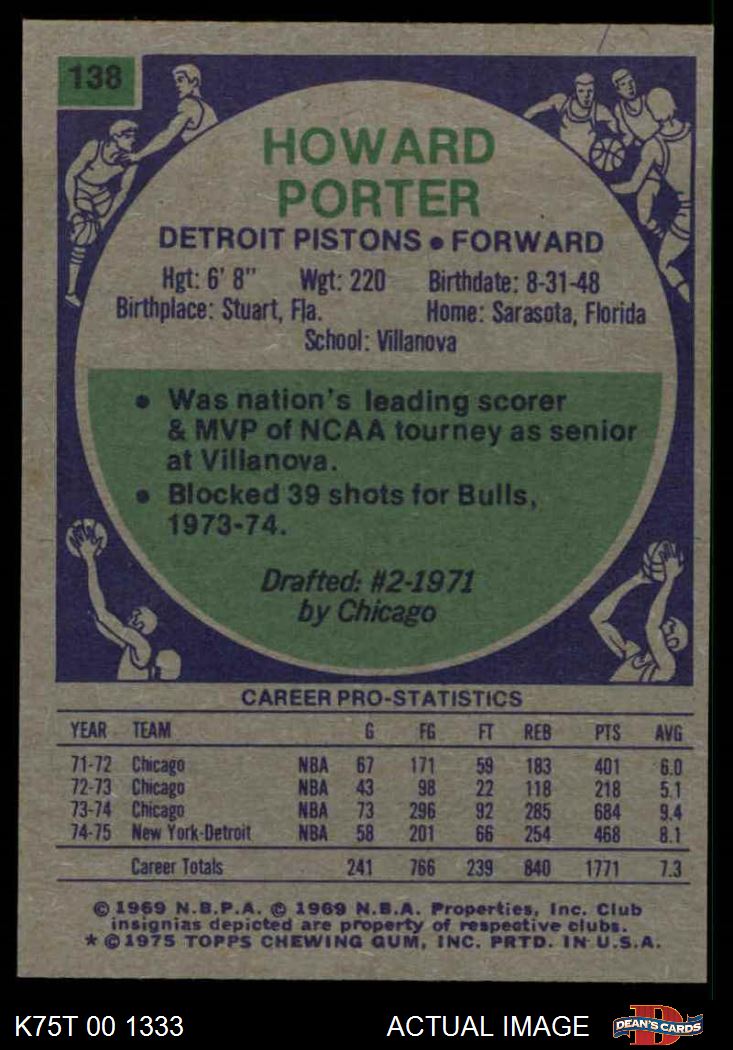 138
HOWARD
PORTER
DETROIT PISTONS • FORWARD
Hgt: 6' 8" Wgt: 220 Birthdate: 8-31-48
Birthplace: Stuart, Fla. Home: Sarasota, Florida
School: Villanova
• Was nation's leading scorer
& MVP of NCAA tourney as senior
at Villanova.
• Blocked 39 shots for Bulls,
1973-74.
Drafted: #2-1971
by Chicago
CAREER PRO-STATISTICS
YEAR TEAM G FG FT REB PTS AVG
71-72 Chicago NBA 67 171 59 183 401 6.0
72-73 Chicago NBA 43 98 22 118 218 5.1
73-74 Chicago NBA 73 296 92 285 684 9.4
74-75 New York-Detroit NBA 58 201 66 254 468 8.1
Career Totals 241 766 239 840 1771 7.3
© 1969 N.B.P.A. © 1969 N.B.A. Properties, Inc. Club
insignias depicted are property of respective clubs.
* © 1975 TOPPS CHEWING GUM, INC. PRTD. IN U.S.A.
K75T 00 1333 ACTUAL IMAGE DEAN'S CARDS